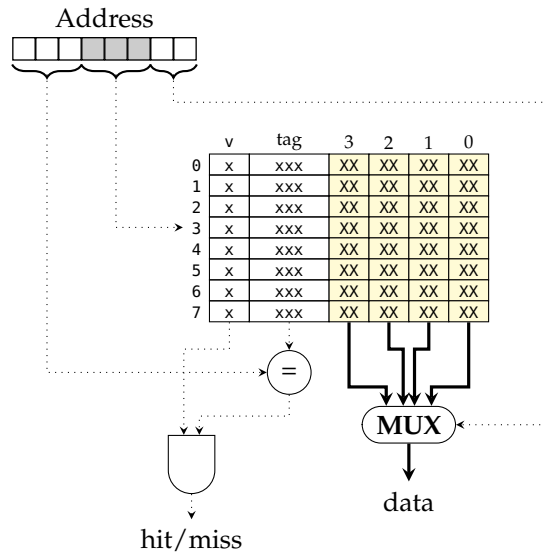 Address
v tag 3 2 1 0
0 x xxx XX XX XX XX
1 x xxx XX XX XX XX
2 x xxx XX XX XX XX
3 x xxx XX XX XX XX
4 x xxx XX XX XX XX
5 x xxx XX XX XX XX
6 x xxx XX XX XX XX
7 x xxx XX XX XX XX
=
MUX
data
hit/miss